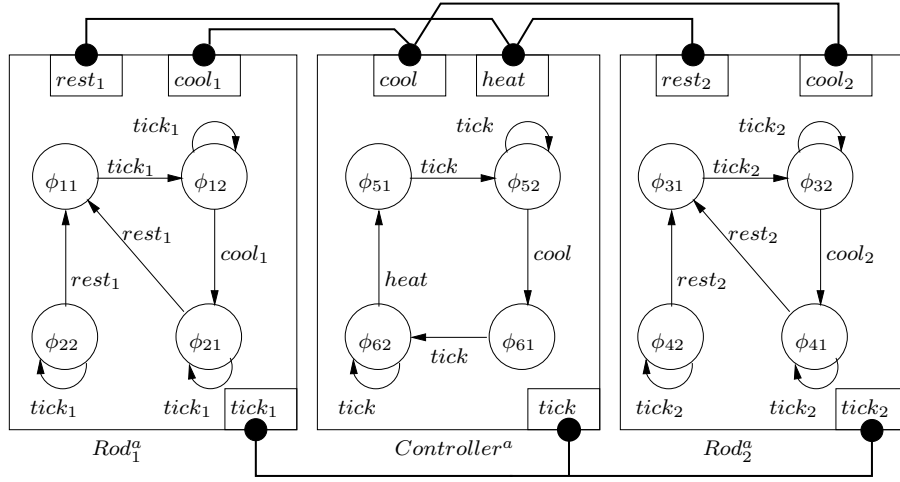 rest₁ cool₁ cool heat rest₂ cool₂
tick₁ tick tick₂
ϕ₁₁ tick₁ ϕ₁₂ ϕ₅₁ tick ϕ₅₂ ϕ₃₁ tick₂ ϕ₃₂
rest₁ cool₁ cool rest₂ cool₂
rest₁ heat rest₂
ϕ₂₂ ϕ₂₁ ϕ₆₂ tick ϕ₆₁ ϕ₄₂ ϕ₄₁
tick₁ tick₁ tick₁ tick tick tick₂ tick₂ tick₂
Rodᵃ₁ Controllerᵃ Rodᵃ₂